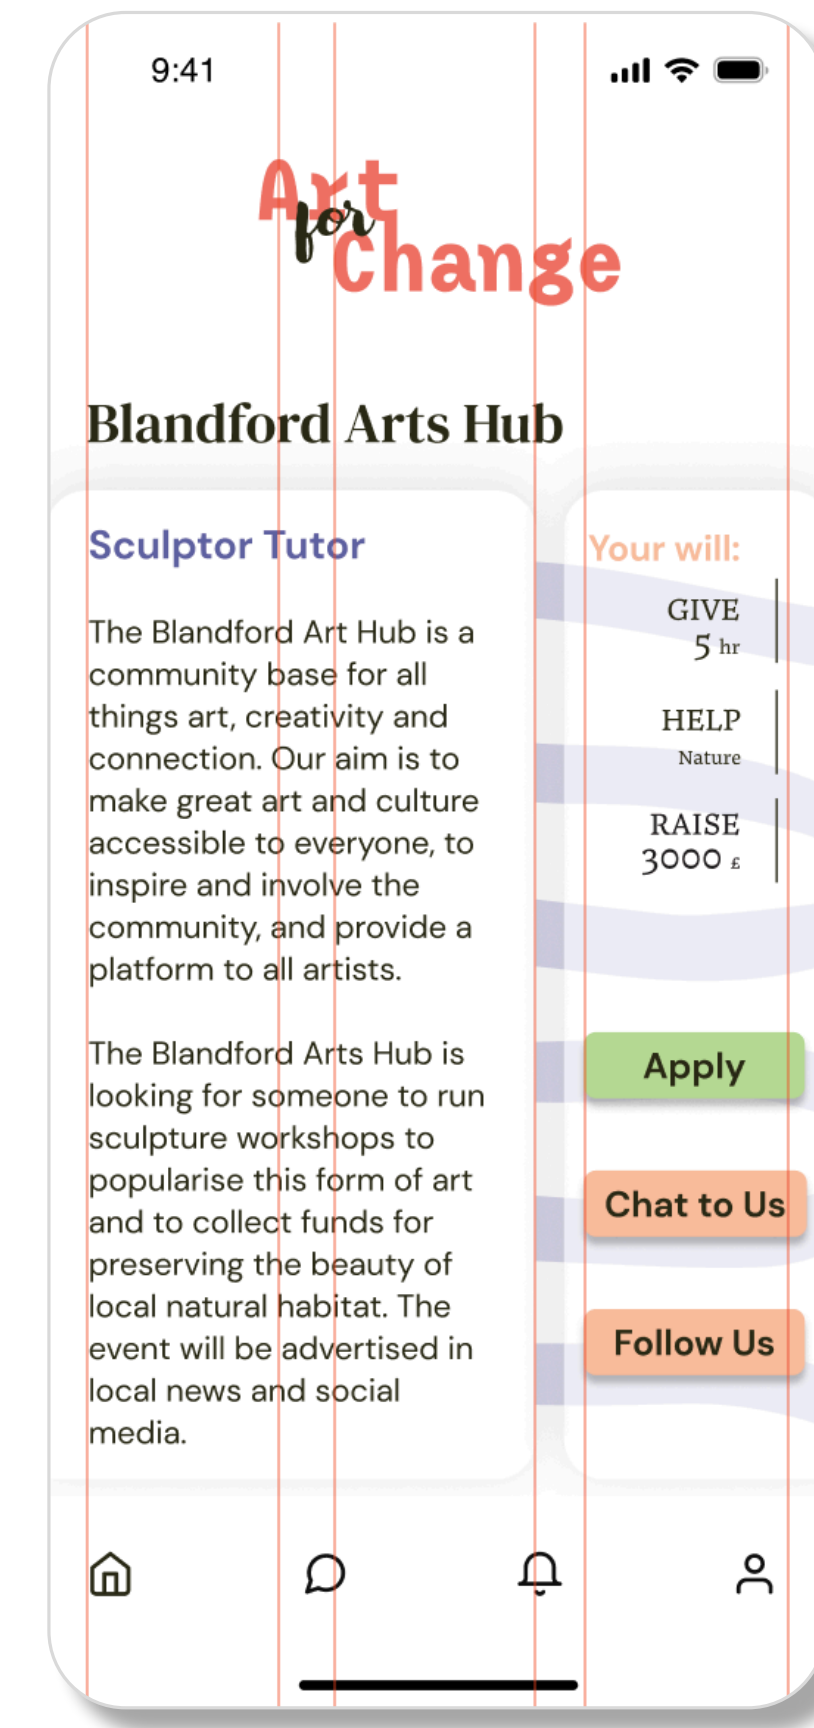 9:41
Art
for
Change
Blandford Arts Hub
Sculptor Tutor
The Blandford Art Hub is a
community base for all
things art, creativity and
connection. Our aim is to
make great art and culture
accessible to everyone, to
inspire and involve the
community, and provide a
platform to all artists.
The Blandford Arts Hub is
looking for someone to run
sculpture workshops to
popularise this form of art
and to collect funds for
preserving the beauty of
local natural habitat. The
event will be advertised in
local news and social
media.
Your will:
GIVE
5 hr
HELP
Nature
RAISE
3000 £
Apply
Chat to Us
Follow Us